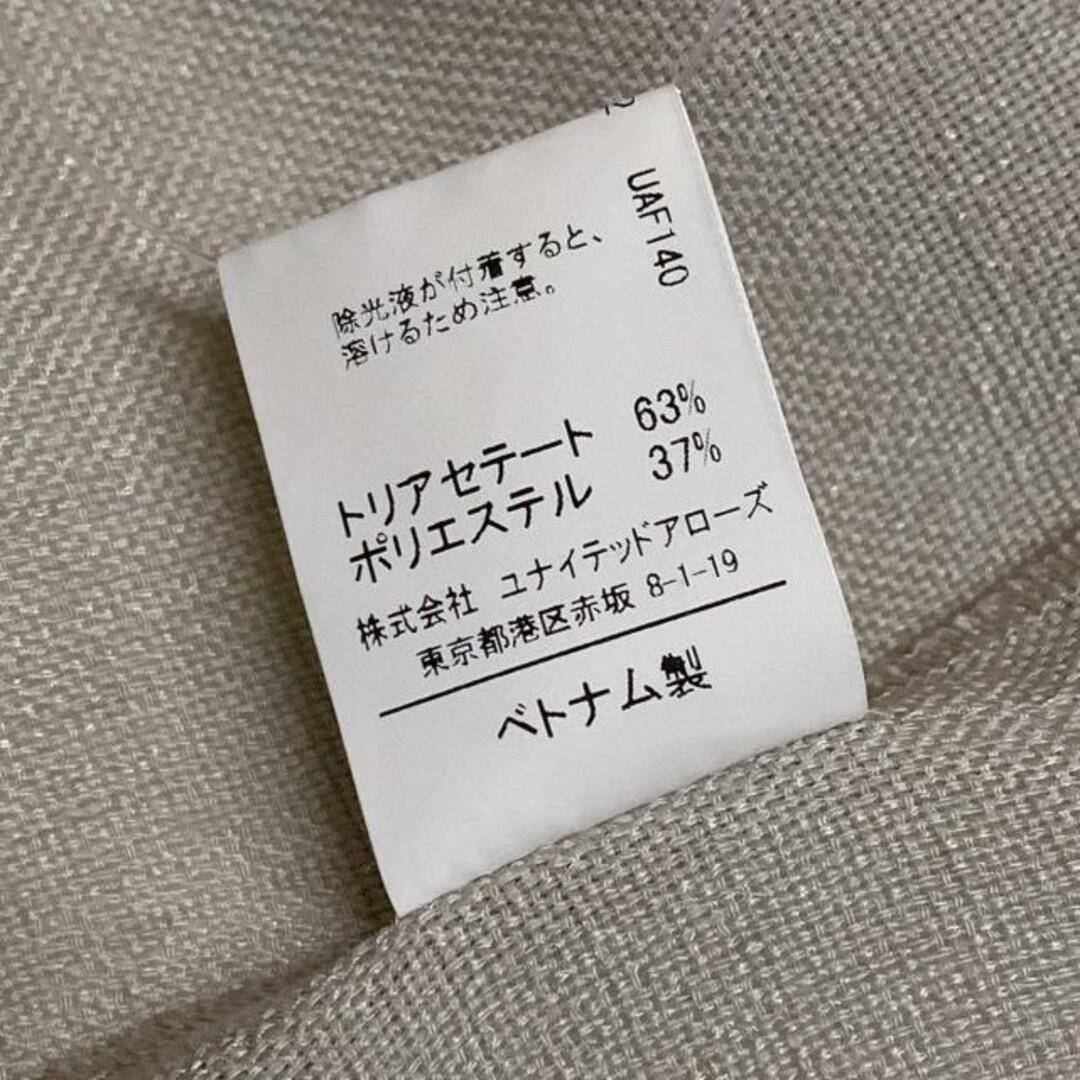 UAF140
除光液が付着すると、
溶けるため注意。
トリアセテート 63%
ポリエステル 37%
株式会社 ユナイテッドアローズ
東京都港区赤坂 8-1-19
ベトナム製